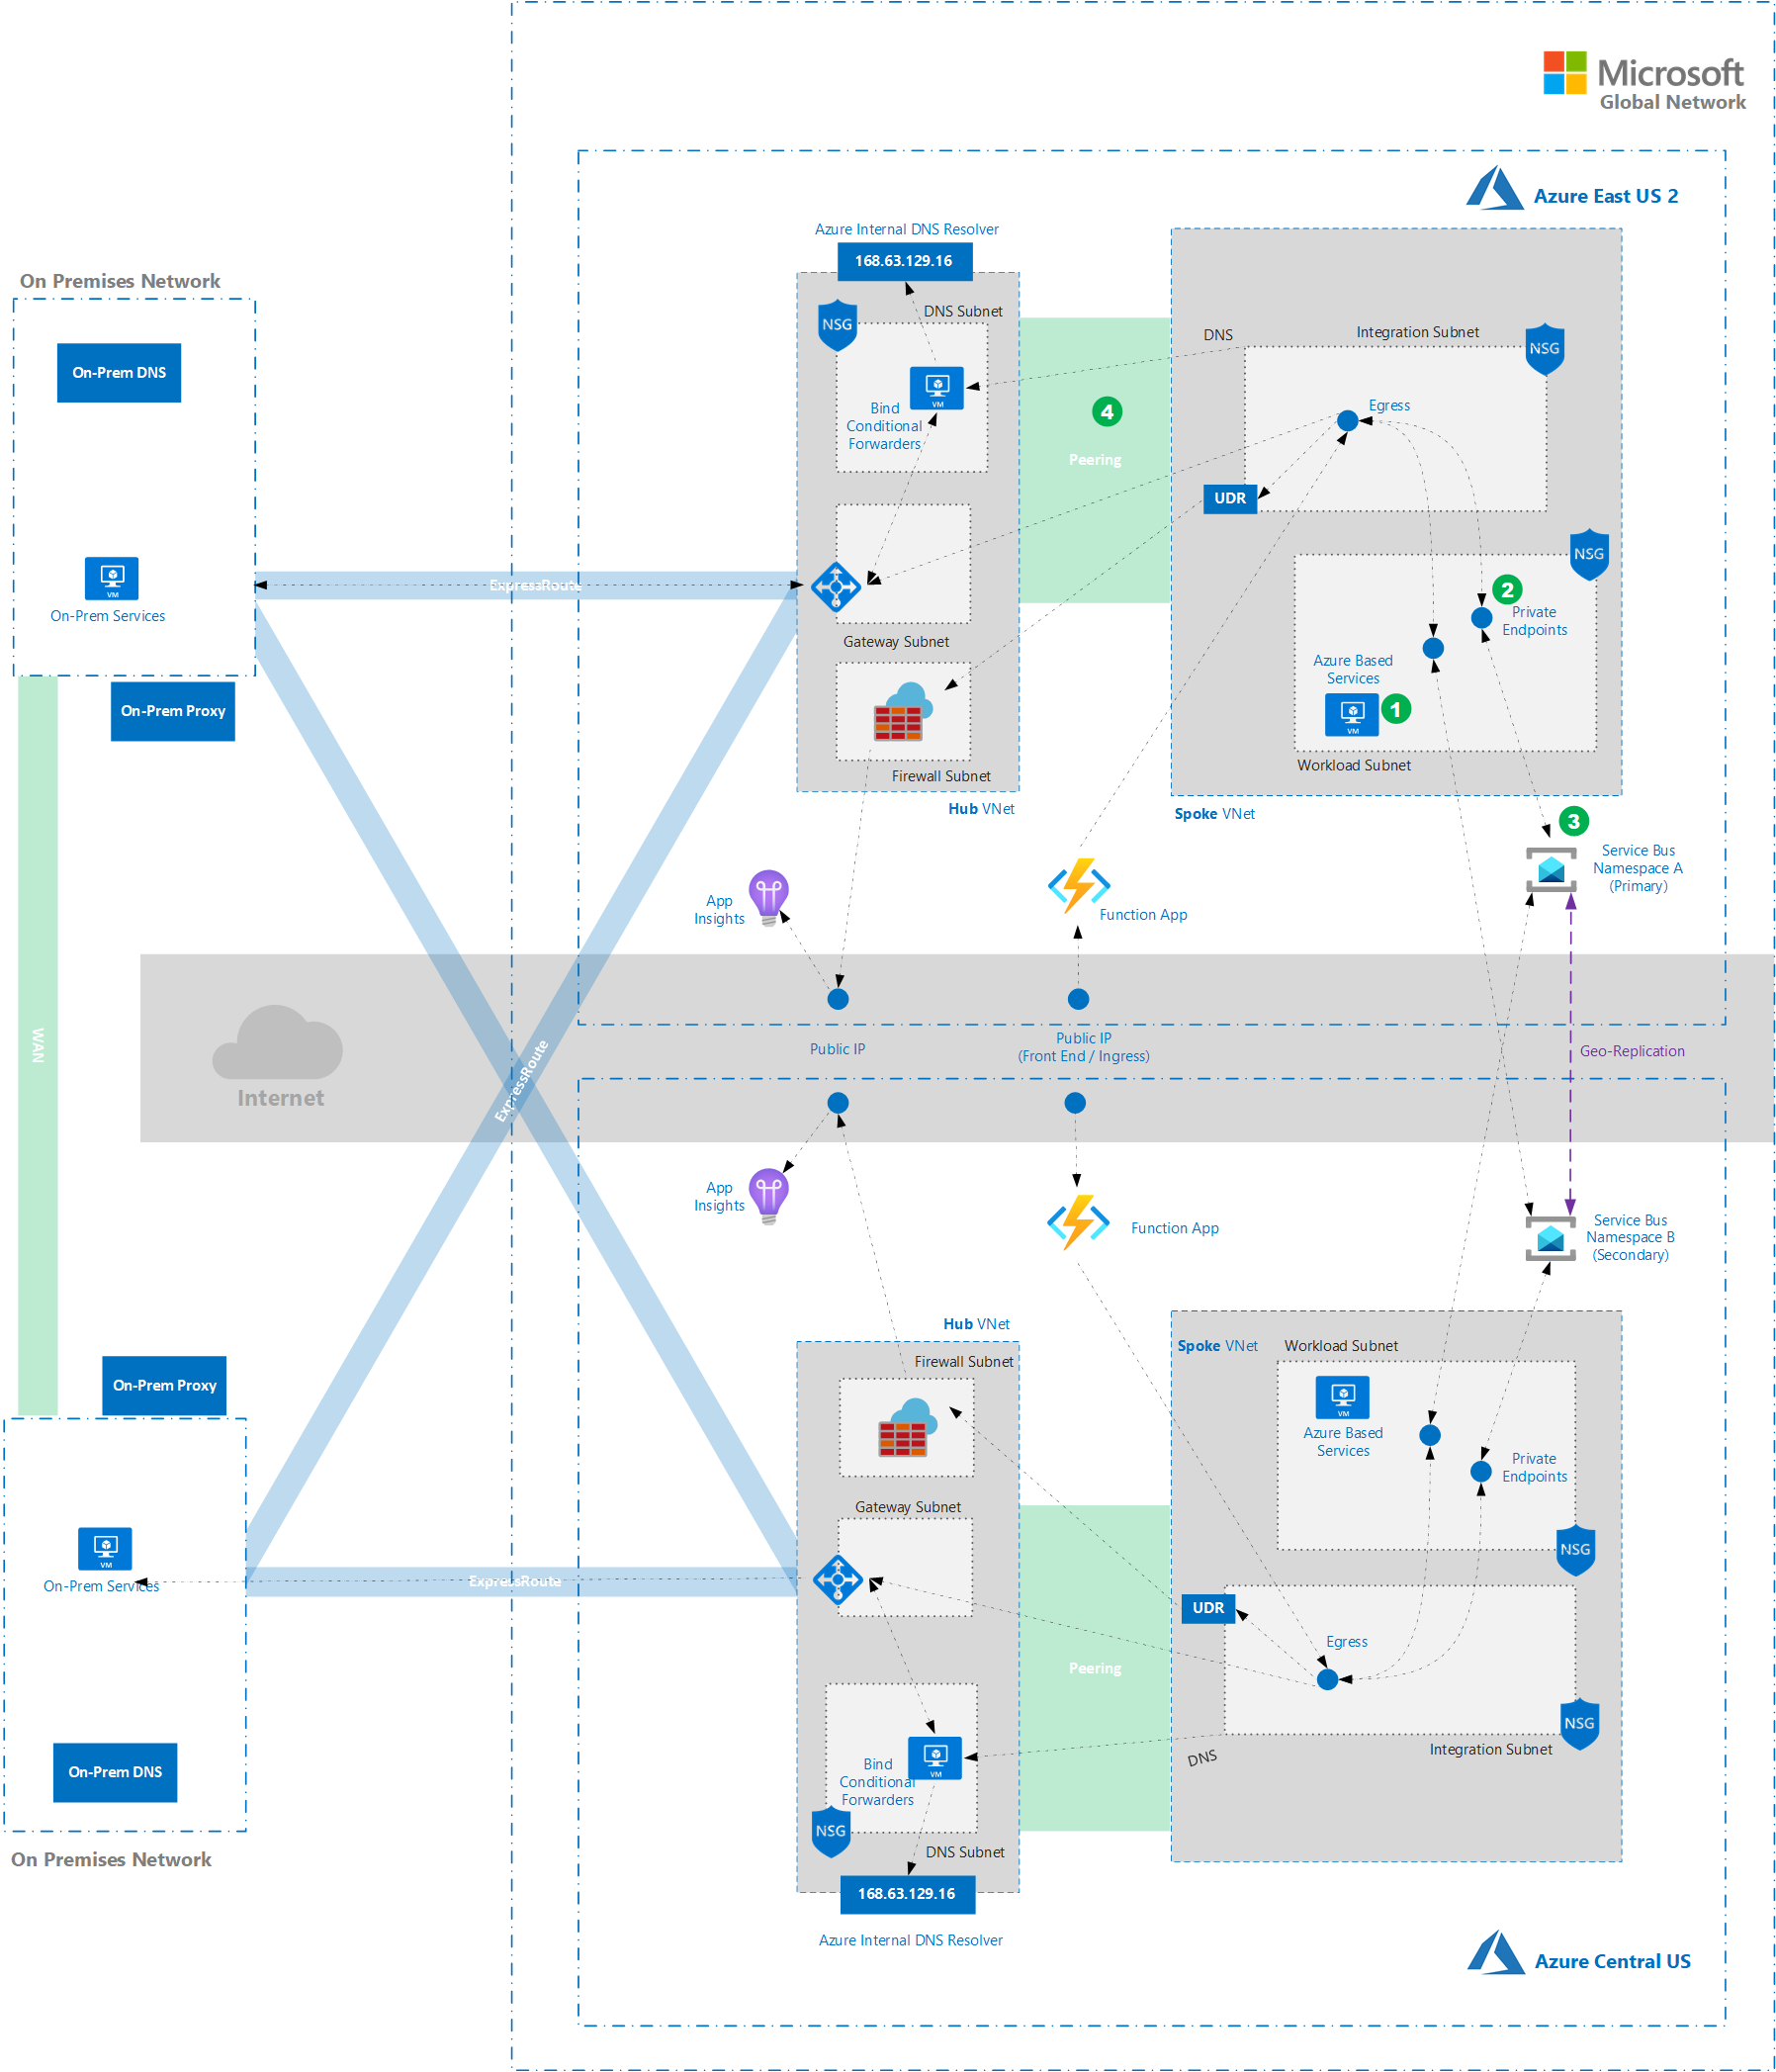 Microsoft
Global Network
Azure East US 2
Azure Internal DNS Resolver
168.63.129.16
On Premises Network
On-Prem DNS
On-Prem Services
VM
On-Prem Proxy
ExpressRoute
NSG
DNS Subnet
VM
Bind
Conditional
Forwarders
Gateway Subnet
Firewall Subnet
Hub VNet
4
Peering
DNS
Integration Subnet
NSG
Egress
UDR
NSG
2
Private
Endpoints
Azure Based
Services
VM
1
Workload Subnet
Spoke VNet
3
Service Bus
Namespace A
(Primary)
App
Insights
Function App
WAN
Internet
ExpressRoute
Public IP
Public IP
(Front End / Ingress)
Geo-Replication
App
Insights
Function App
Service Bus
Namespace B
(Secondary)
Hub VNet
Firewall Subnet
Gateway Subnet
Spoke VNet
Workload Subnet
VM
Azure Based
Services
Private
Endpoints
NSG
UDR
Egress
NSG
Integration Subnet
DNS
Peering
On-Prem Proxy
VM
On-Prem Services
ExpressRoute
On-Prem DNS
On Premises Network
VM
Bind
Conditional
Forwarders
NSG
DNS Subnet
168.63.129.16
Azure Internal DNS Resolver
Azure Central US